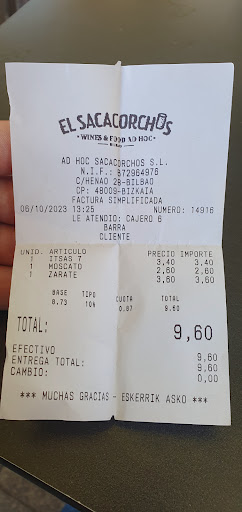 EL SACACORCHOS
• WINES & FOOD AD HOC •
BILBAO
AD HOC SACACORCHOS S.L.
N.I.F.: B72964976
C/HENAO 28-BILBAO
CP: 48009-BIZKAIA
FACTURA SIMPLIFICADA
06/10/2023 13:25 NUMERO: 14916
LE ATENDIO: CAJERO 6
BARRA
CLIENTE
UNID. ARTICULO PRECIO IMPORTE
1 ITSAS 7 3,40 3,40
1 MOSCATO 2,60 2,60
1 ZARATE 3,60 3,60
BASE TIPO CUOTA TOTAL
8.73 10% 0.87 9.60
TOTAL: 9,60
EFECTIVO 9,60
ENTREGA TOTAL: 9,60
CAMBIO: 0,00
*** MUCHAS GRACIAS - ESKERRIK ASKO ***